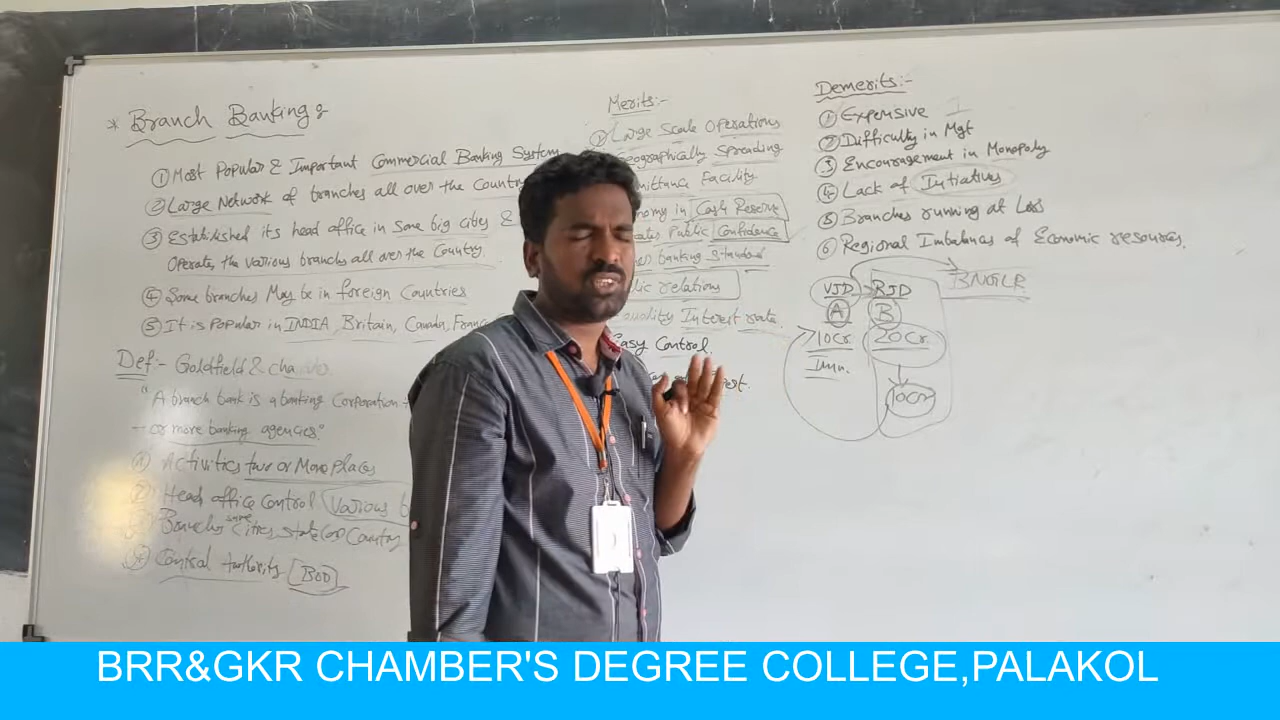 * Branch Banking :-
① Most Popular & Important Commercial Banking System
② Large Network of branches all over the Country
③ Established its head office in some big cities &
Operate, the various branches all over the Country.
④ Some branches May be in foreign Countries
⑤ It is Popular in INDIA, Britain, Canada, France
Def:- Goldfield &
"A branch bank is a banking Corporation
or more banking agencies."
① Activities two or More places
② Head office Control Various
Branches same Cities, state (or) Country
Central Authority BOD
Merits:-
① Large Scale Operations
Geographically Spreading
mittance Facility
nomy in Cash Reserve
Public Confidence
banking Standard
lic relations
Interest rate.
Easy Control.
Demerits:-
① Expensive
② Difficulty in Mgt
③ Encouragement in Monopoly
④ Lack of Initiatives
⑤ Branches running at Loss
⑥ Regional Imbalances of Economic resources.
VJD RJD BNGLR
A B
10Cr. 20Cr.
10Cr
BRR&GKR CHAMBER'S DEGREE COLLEGE,PALAKOL